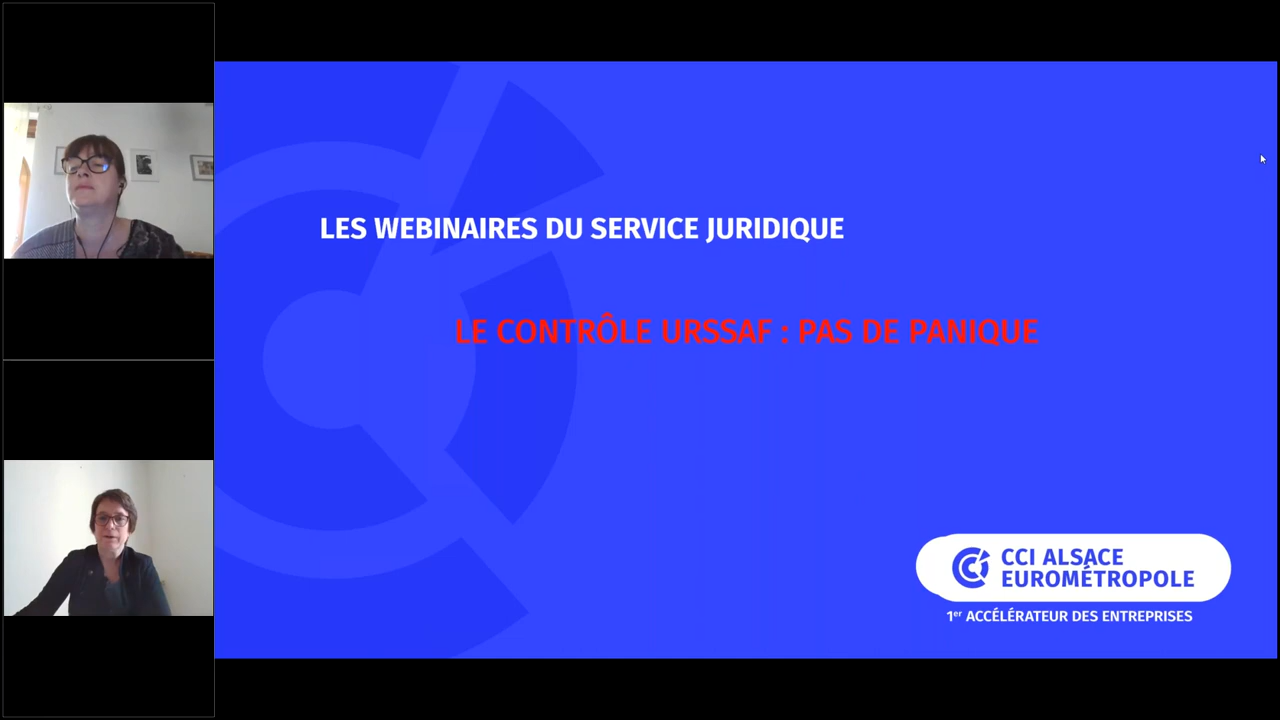 LES WEBINAIRES DU SERVICE JURIDIQUE
LE CONTRÔLE URSSAF : PAS DE PANIQUE
CCI ALSACE
EUROMÉTROPOLE
1er ACCÉLÉRATEUR DES ENTREPRISES